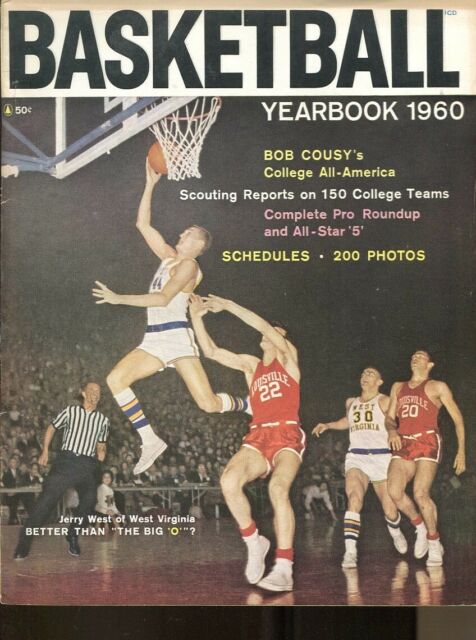 BASKETBALL
ICD
50¢
YEARBOOK 1960
BOB COUSY's
College All-America
Scouting Reports on 150 College Teams
Complete Pro Roundup
and All-Star '5'
SCHEDULES · 200 PHOTOS
44
LOUISVILLE
22
WEST
30
VIRGINIA
LOUISVILLE
20
Jerry West of West Virginia
BETTER THAN "THE BIG 'O'"?